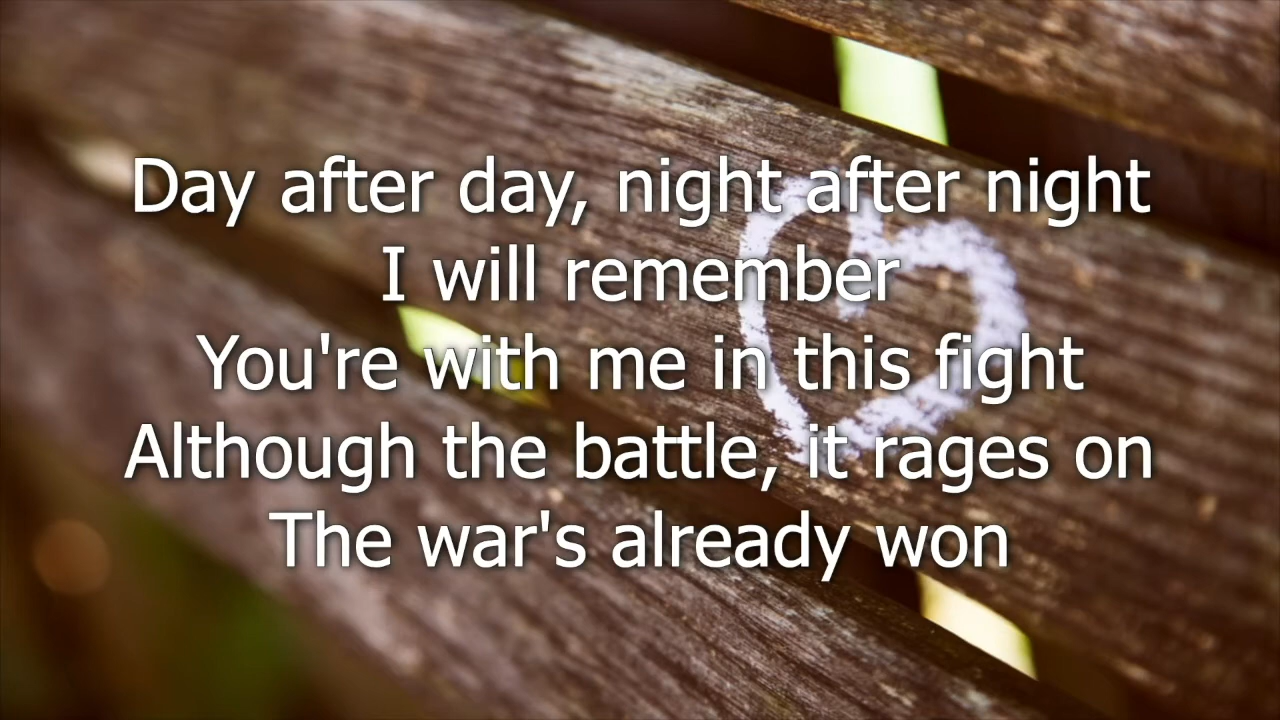 Day after day, night after night
I will remember
You're with me in this fight
Although the battle, it rages on
The war's already won